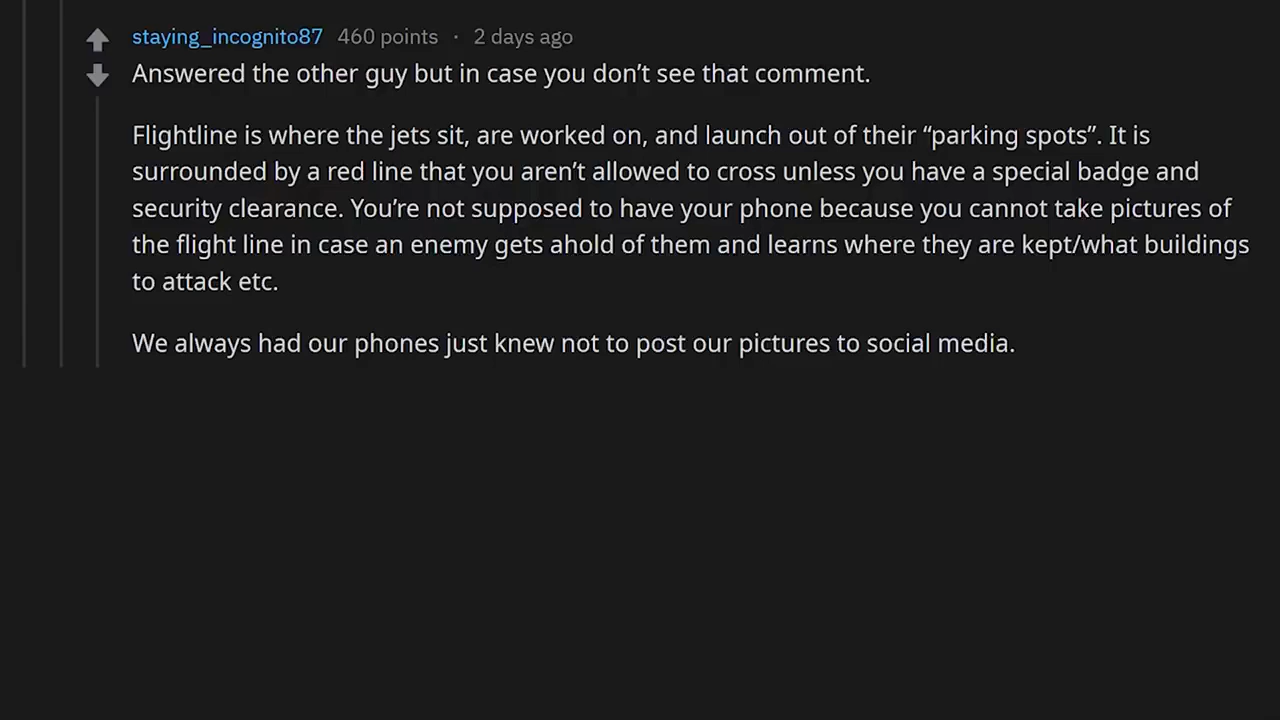 staying_incognito87 460 points · 2 days ago
Answered the other guy but in case you don’t see that comment.
Flightline is where the jets sit, are worked on, and launch out of their “parking spots”. It is
surrounded by a red line that you aren’t allowed to cross unless you have a special badge and
security clearance. You’re not supposed to have your phone because you cannot take pictures of
the flight line in case an enemy gets ahold of them and learns where they are kept/what buildings
to attack etc.
We always had our phones just knew not to post our pictures to social media.